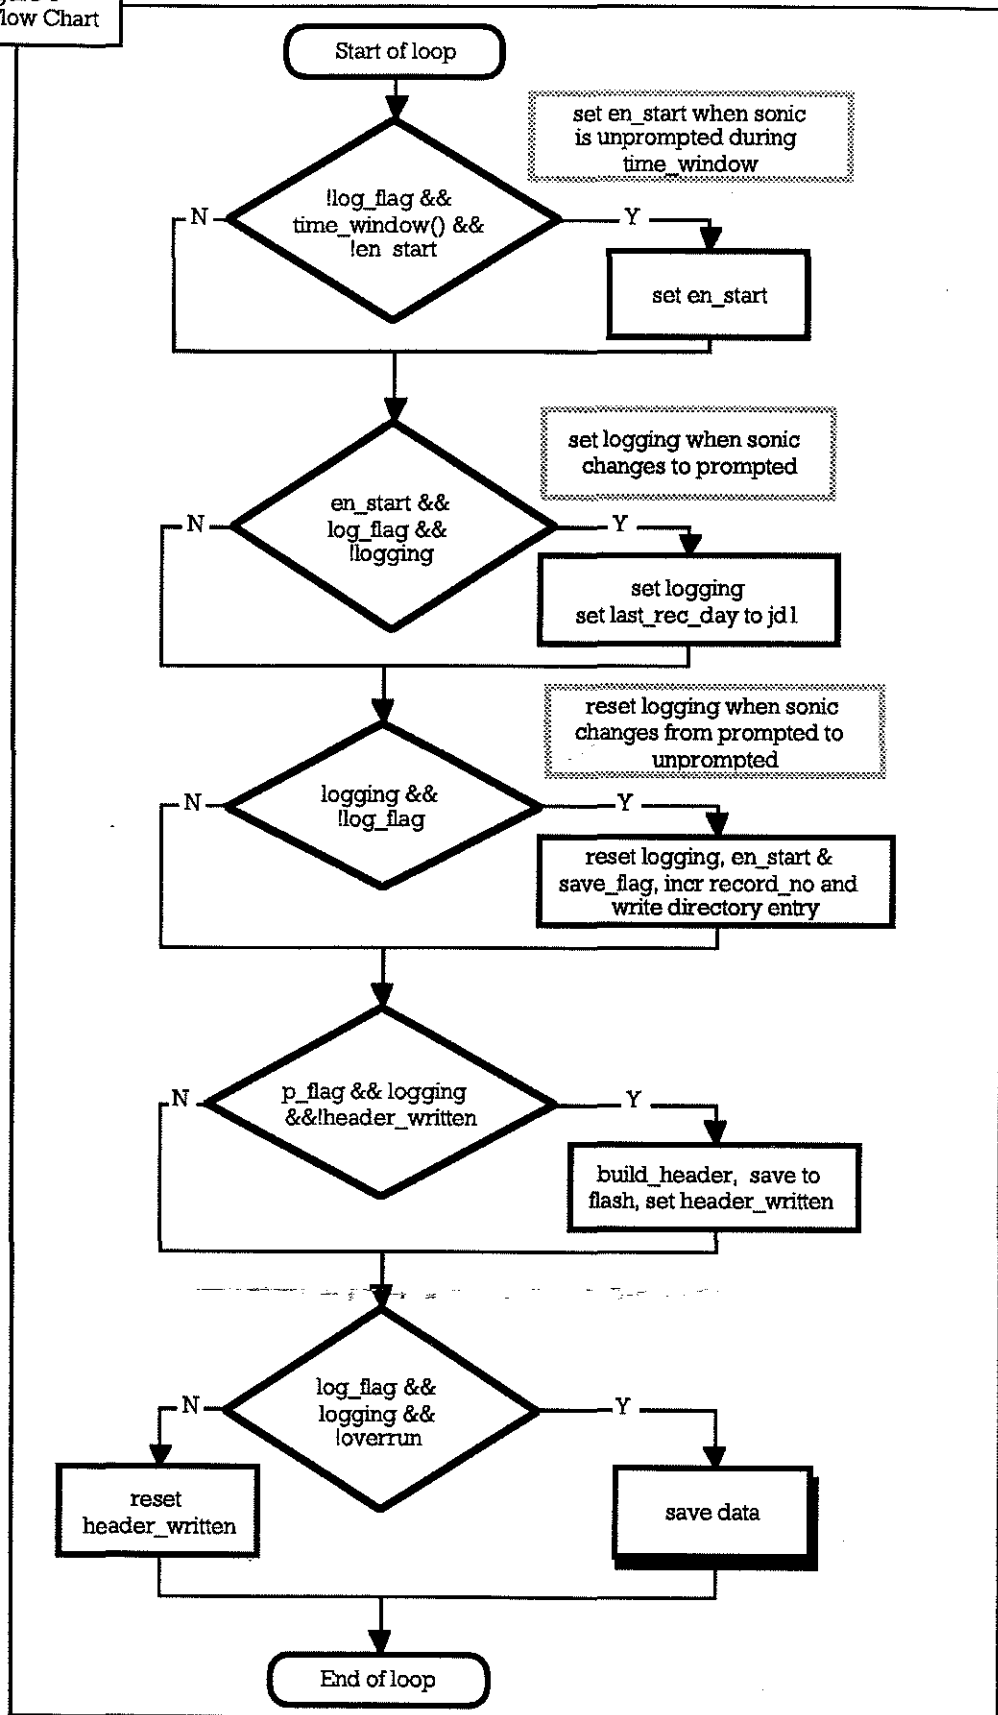 low Chart
Start of loop
set en_start when sonic
is unprompted during
time_window
!log_flag &&
time_window() &&
!en start
N
Y
set en_start
set logging when sonic
changes to prompted
en_start &&
log_flag &&
!logging
N
Y
set logging
set last_rec_day to jd1
reset logging when sonic
changes from prompted to
unprompted
logging &&
!log_flag
N
Y
reset logging, en_start &
save_flag, incr record_no and
write directory entry
p_flag && logging
&&!header_written
N
Y
build_header, save to
flash, set header_written
log_flag &&
logging &&
!overrun
N
Y
reset
header_written
save data
End of loop